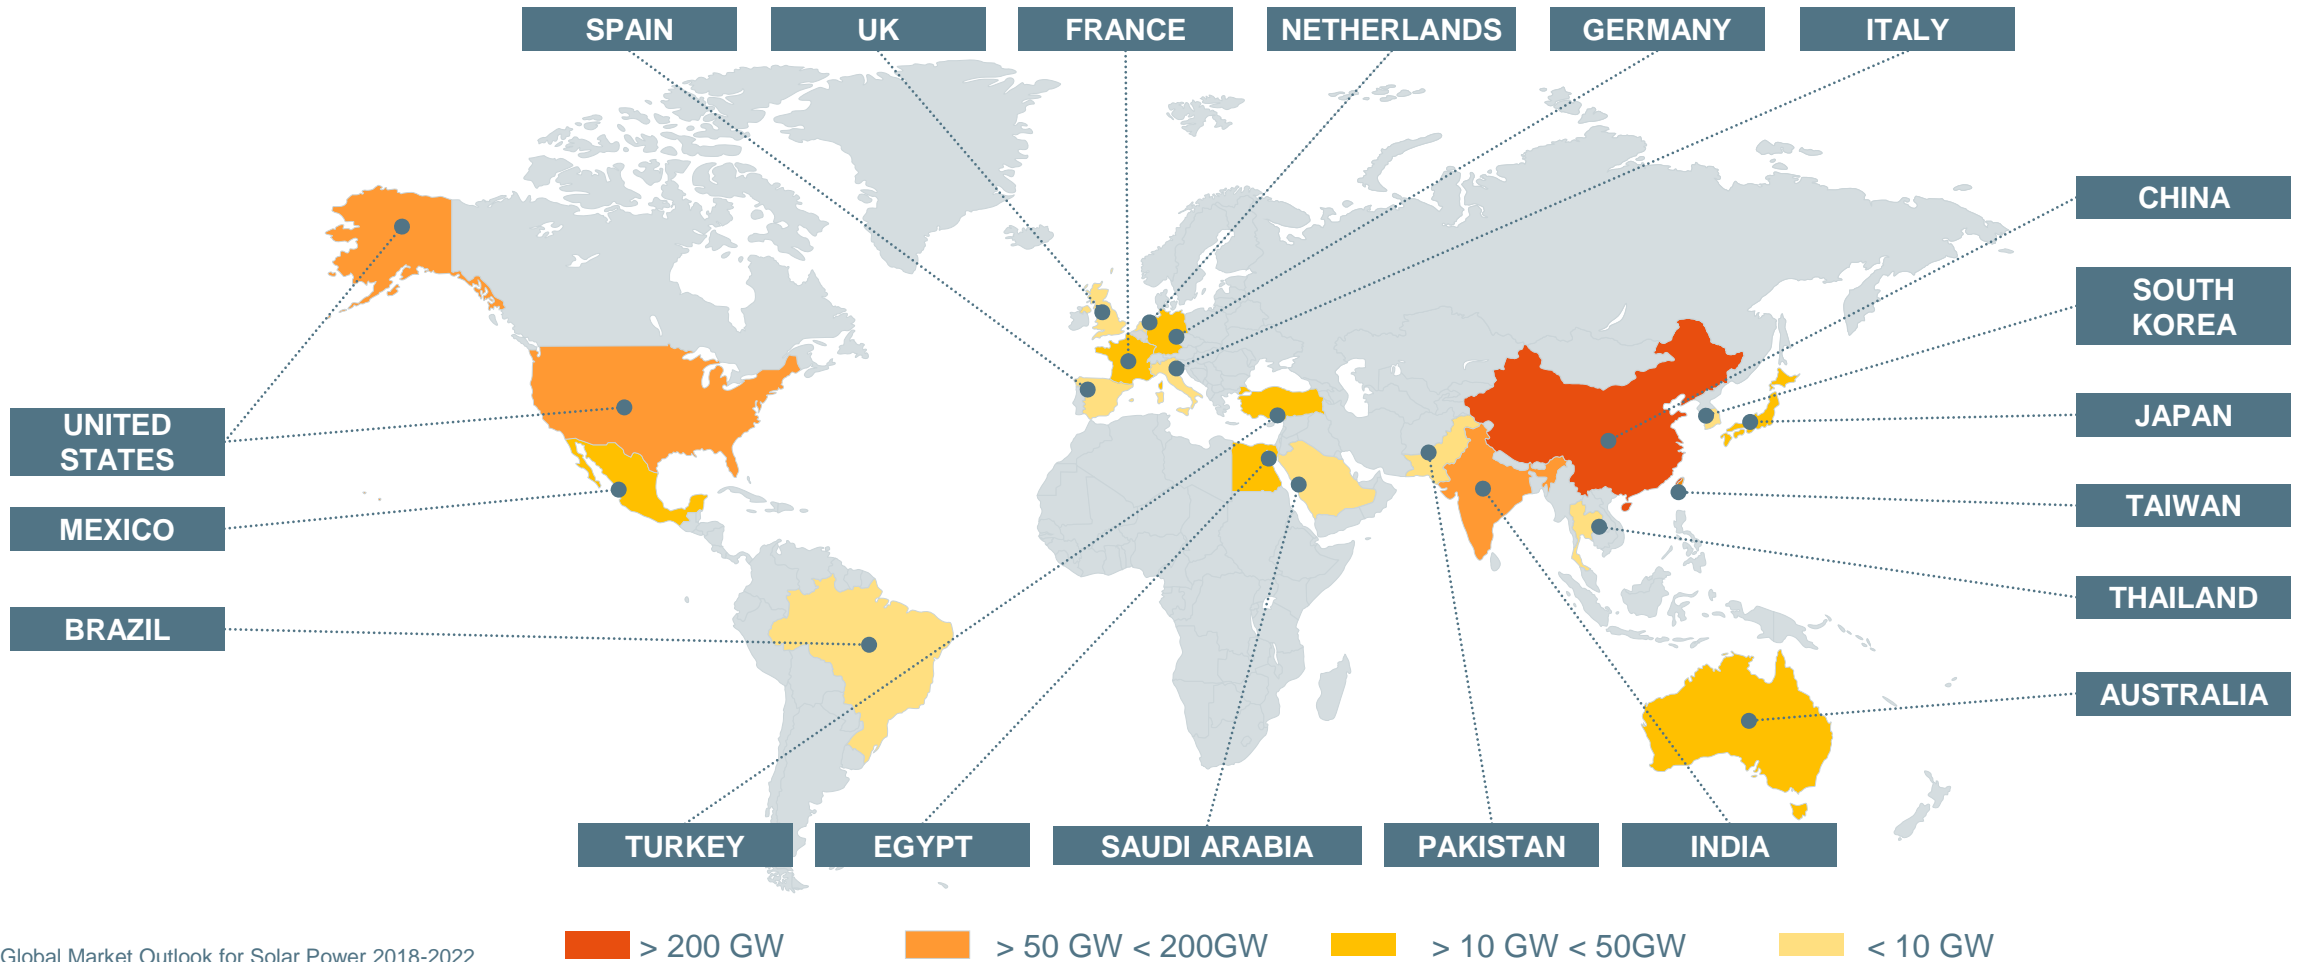 SPAIN
UK
FRANCE
NETHERLANDS
GERMANY
ITALY
CHINA
SOUTH
KOREA
JAPAN
TAIWAN
THAILAND
AUSTRALIA
UNITED
STATES
MEXICO
BRAZIL
TURKEY
EGYPT
SAUDI ARABIA
PAKISTAN
INDIA
> 200 GW
> 50 GW < 200GW
> 10 GW < 50GW
< 10 GW
Global Market Outlook for Solar Power 2018-2022